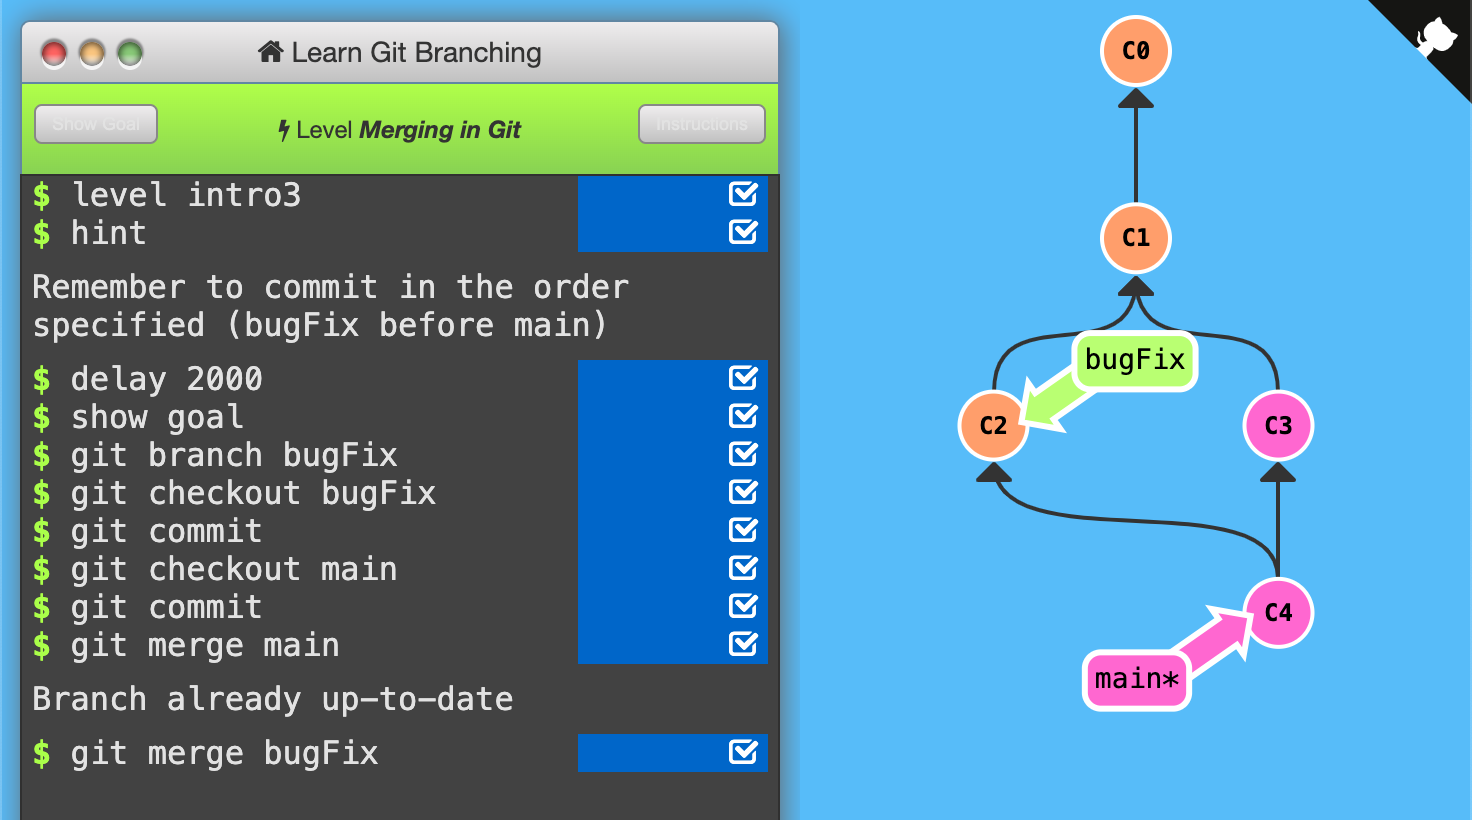 Learn Git Branching
Show Goal
Level Merging in Git
Instructions
$ level intro3
$ hint
Remember to commit in the order
specified (bugFix before main)
$ delay 2000
$ show goal
$ git branch bugFix
$ git checkout bugFix
$ git commit
$ git checkout main
$ git commit
$ git merge main
Branch already up-to-date
$ git merge bugFix
C0
C1
bugFix
C2
C3
C4
main*